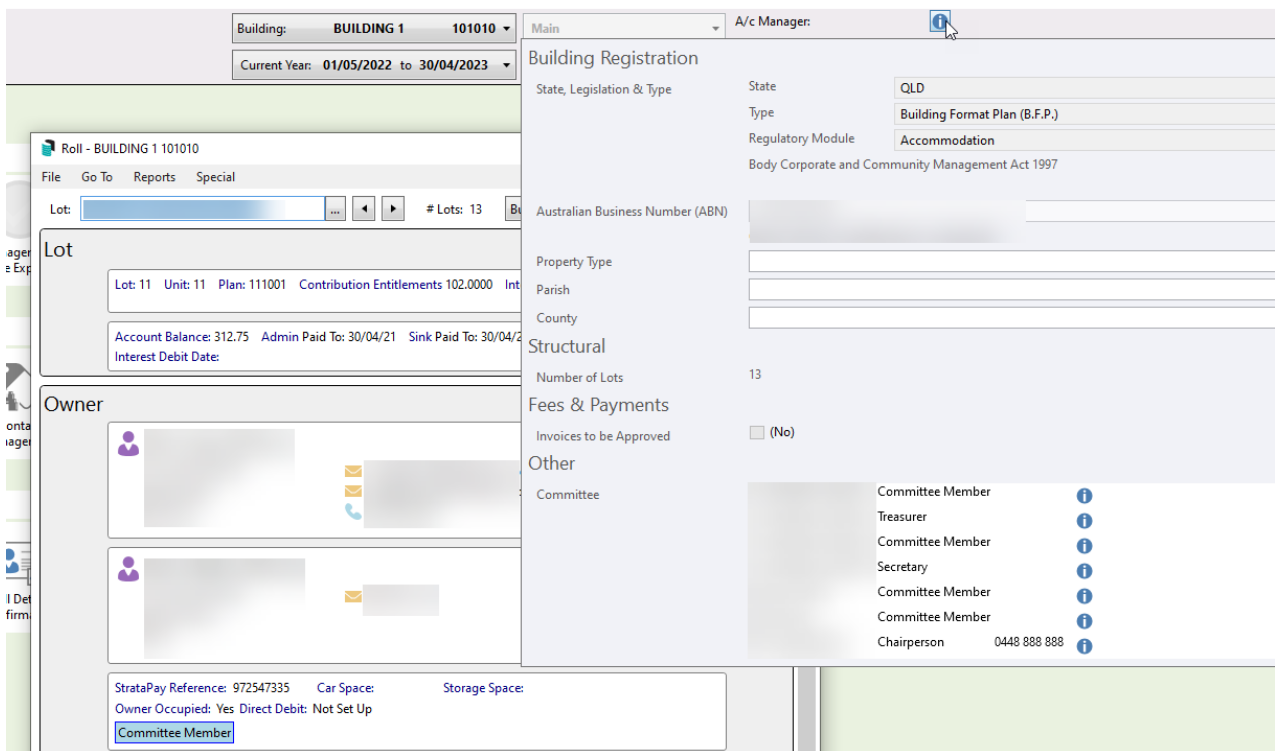 Building: BUILDING 1 101010 Main A/c Manager:
Current Year: 01/05/2022 to 30/04/2023
Building Registration
State, Legislation & Type State QLD
Type Building Format Plan (B.F.P.)
Regulatory Module Accommodation
Body Corporate and Community Management Act 1997
Australian Business Number (ABN)
Property Type
Parish
County
Structural
Number of Lots 13
Fees & Payments
Invoices to be Approved (No)
Other
Committee
Committee Member
Treasurer
Committee Member
Secretary
Committee Member
Committee Member
Chairperson 0448 888 888
Roll - BUILDING 1 101010
File Go To Reports Special
Lot: ... # Lots: 13
Lot
Lot: 11 Unit: 11 Plan: 111001 Contribution Entitlements 102.0000
Account Balance: 312.75 Admin Paid To: 30/04/21 Sink Paid To:
Interest Debit Date:
Owner
StrataPay Reference: 972547335 Car Space: Storage Space:
Owner Occupied: Yes Direct Debit: Not Set Up
Committee Member